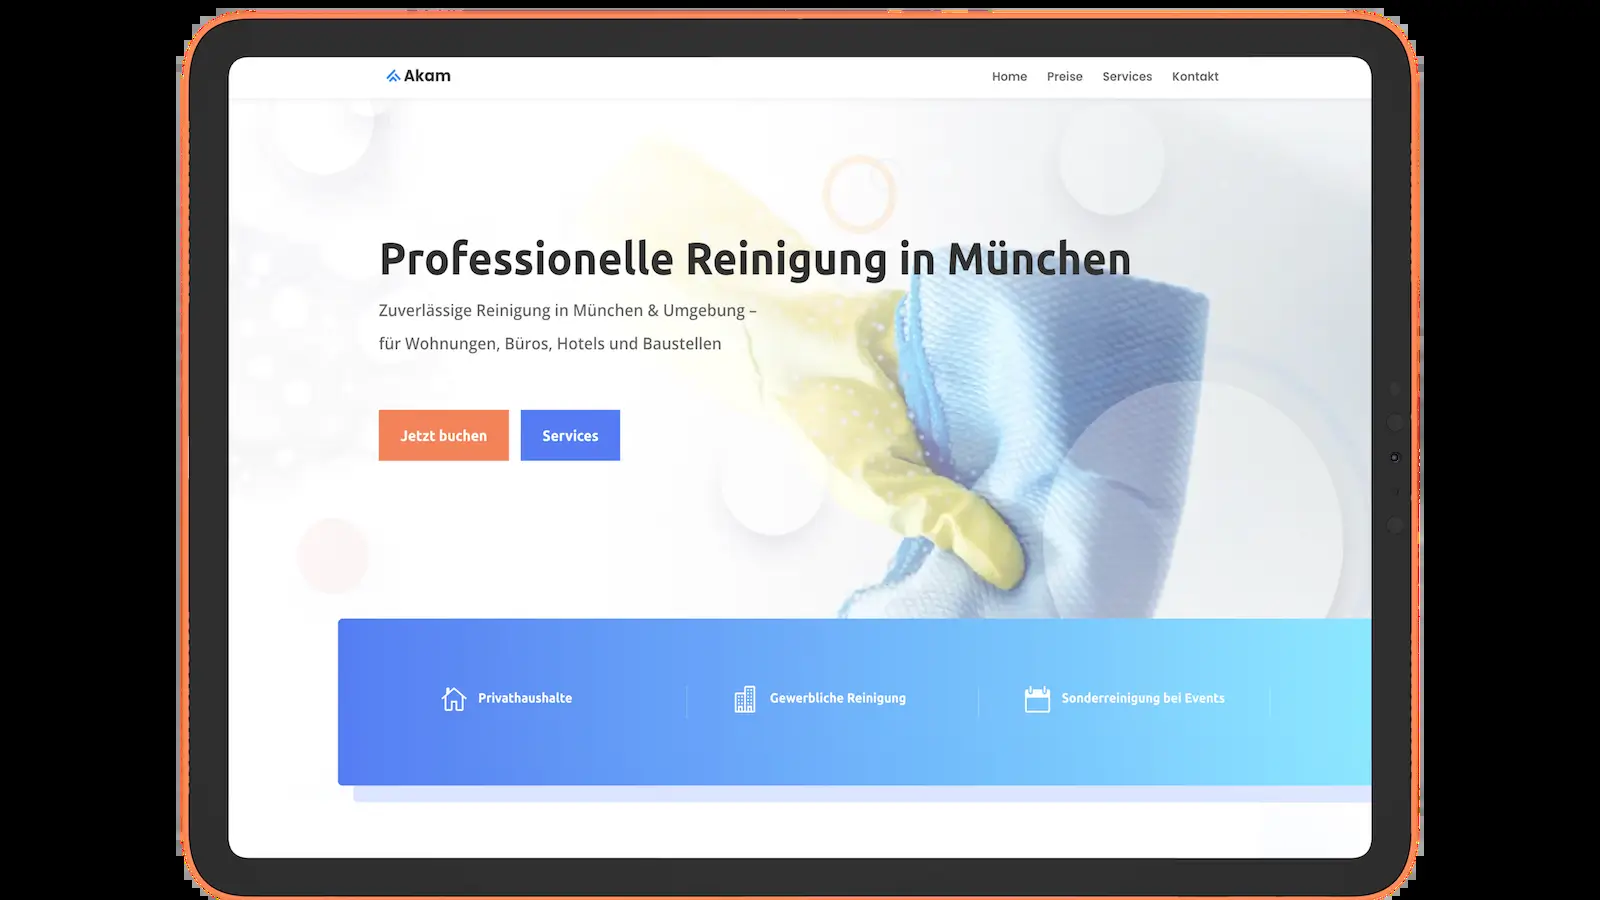 Akam
Home Preise Services Kontakt
Professionelle Reinigung in München
Zuverlässige Reinigung in München & Umgebung –
für Wohnungen, Büros, Hotels und Baustellen
Jetzt buchen Services
Privathaushalte Gewerbliche Reinigung Sonderreinigung bei Events